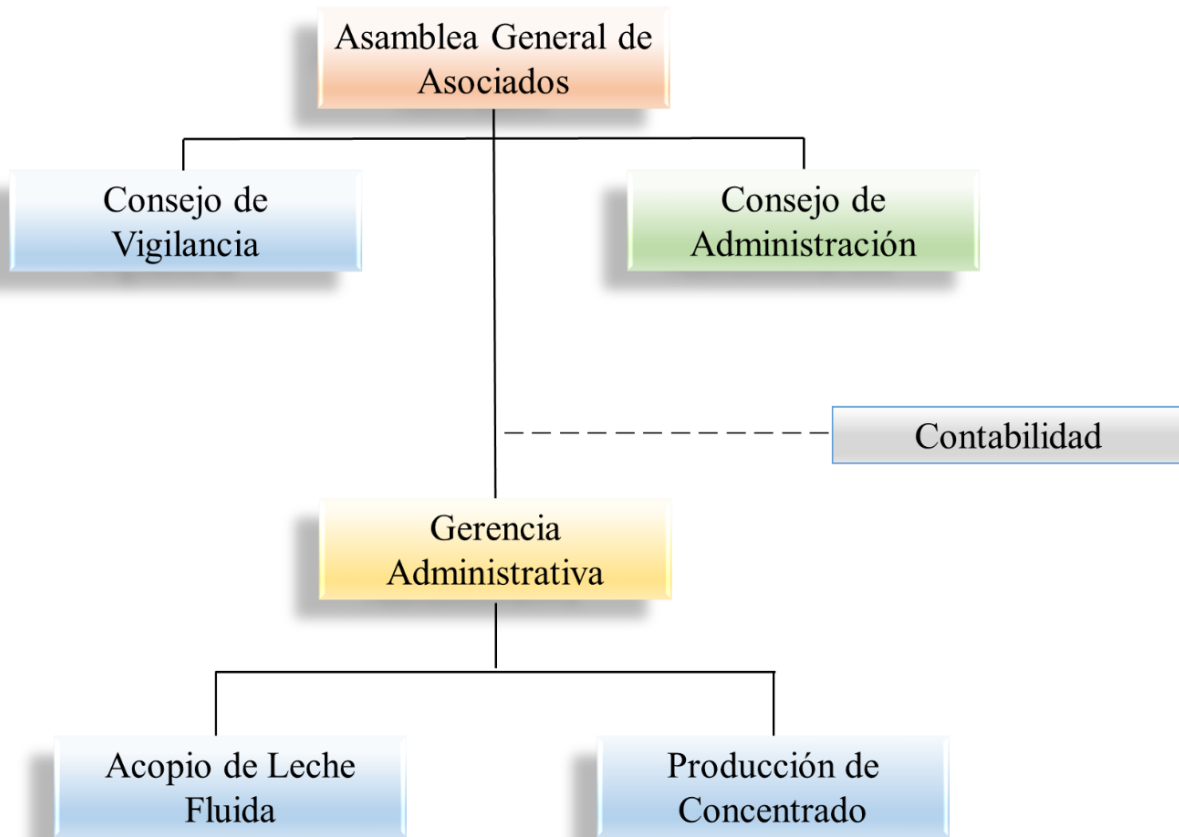 Asamblea General de
Asociados
Consejo de
Vigilancia
Consejo de
Administración
Contabilidad
Gerencia
Administrativa
Acopio de Leche
Fluida
Producción de
Concentrado